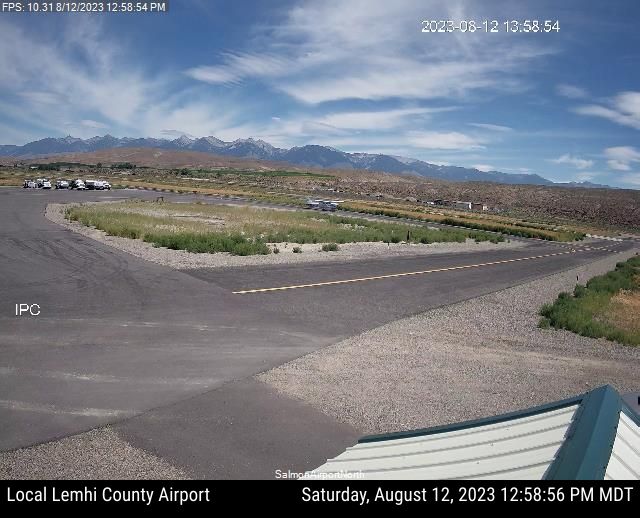 FPS: 10.31 8/12/2023 12:58:54 PM
2023-08-12 13:58:54
IPC
SalmonAirportNorth
Local Lemhi County Airport
Saturday, August 12, 2023 12:58:56 PM MDT